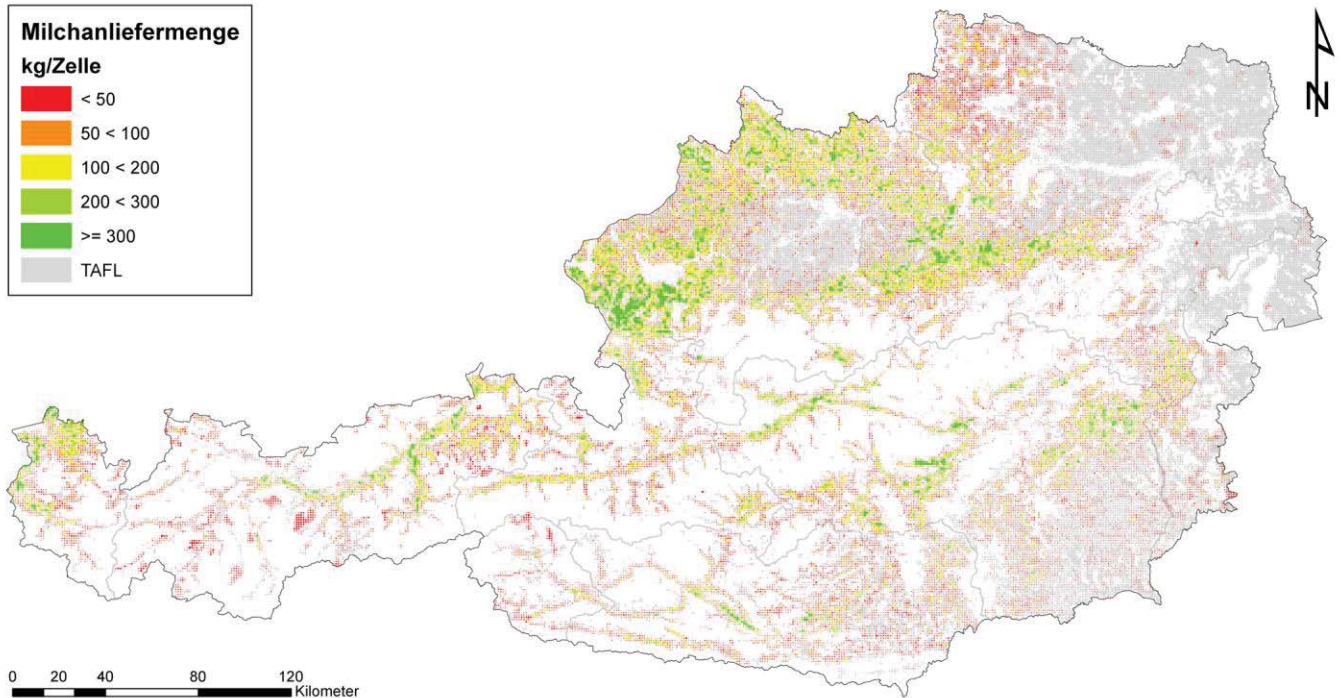 Milchanliefermenge
kg/Zelle
< 50
50 < 100
100 < 200
200 < 300
>= 300
TAFL
N
0 20 40 80 120
Kilometer